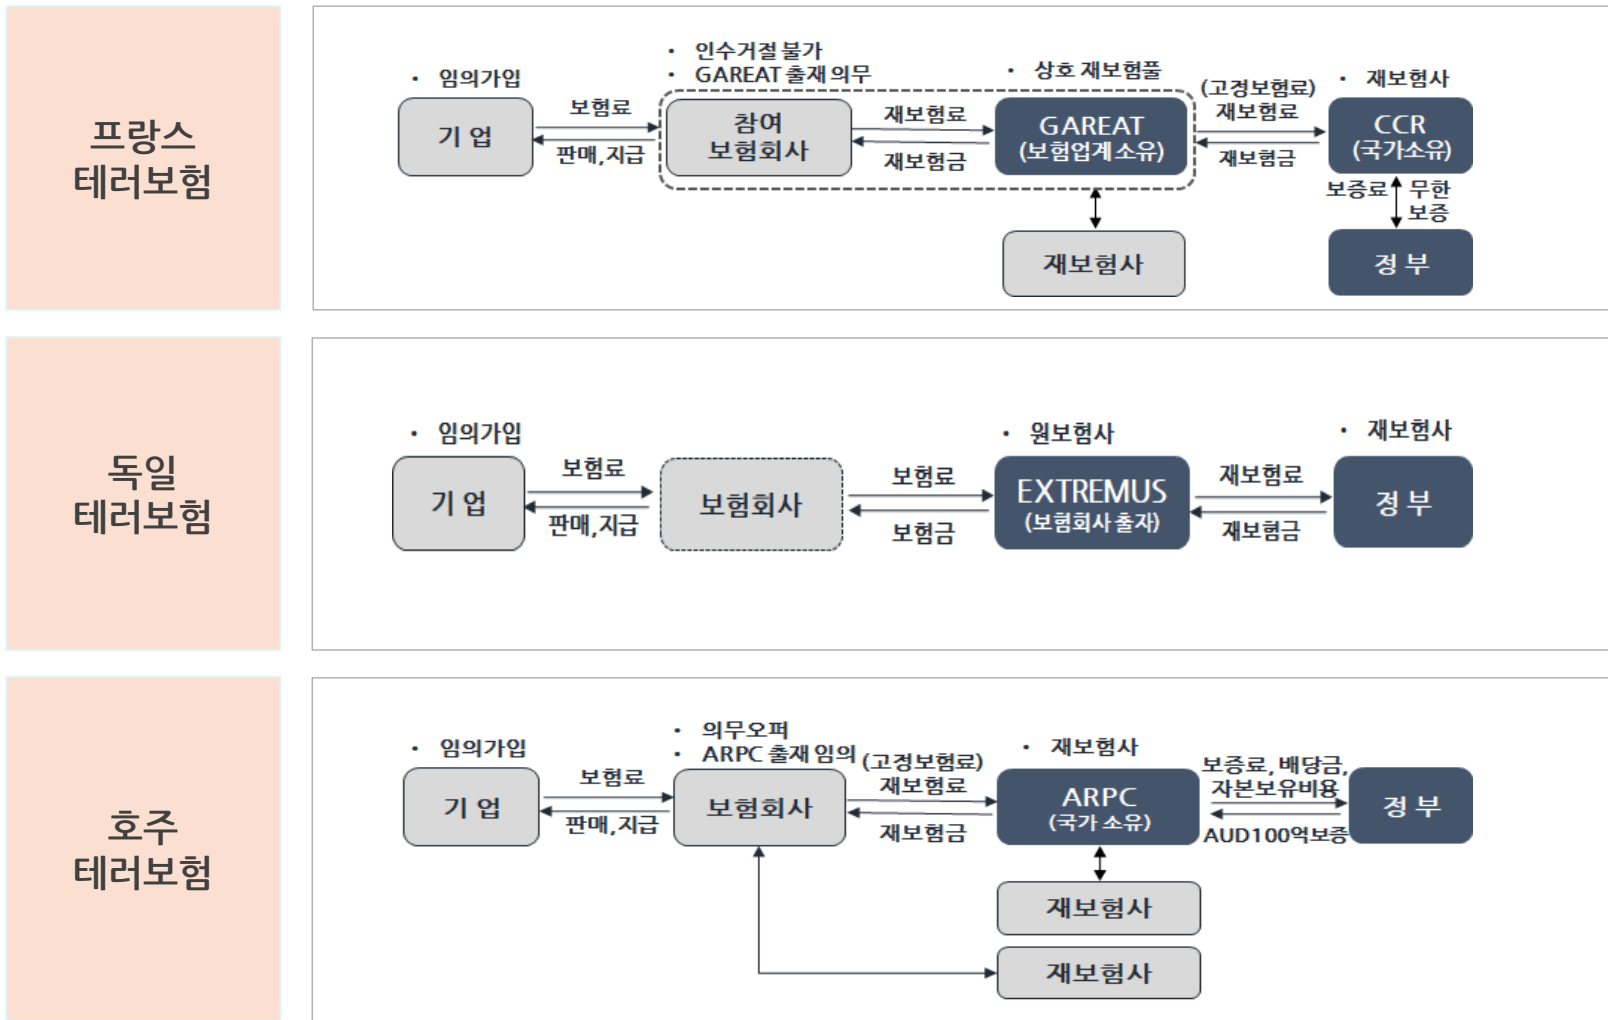 프랑스
테러보험
• 임의가입
기 업
보험료
판매,지급
• 인수거절 불가
• GAREAT 출재 의무
참여
보험회사
재보험료
재보험금
• 상호 재보험풀
GAREAT
(보험업계 소유)
(고정보험료)
재보험료
재보험금
• 재보험사
CCR
(국가소유)
보증료
무한
보증
재보험사
정 부
독일
테러보험
• 임의가입
기 업
보험료
판매,지급
보험회사
보험료
보험금
• 원보험사
EXTREMUS
(보험회사 출자)
재보험료
재보험금
• 재보험사
정 부
호주
테러보험
• 임의가입
기 업
보험료
판매,지급
• 의무오퍼
• ARPC 출재 임의
보험회사
(고정보험료)
재보험료
재보험금
• 재보험사
ARPC
(국가 소유)
보증료, 배당금,
자본보유비용
AUD100억보증
정 부
재보험사
재보험사